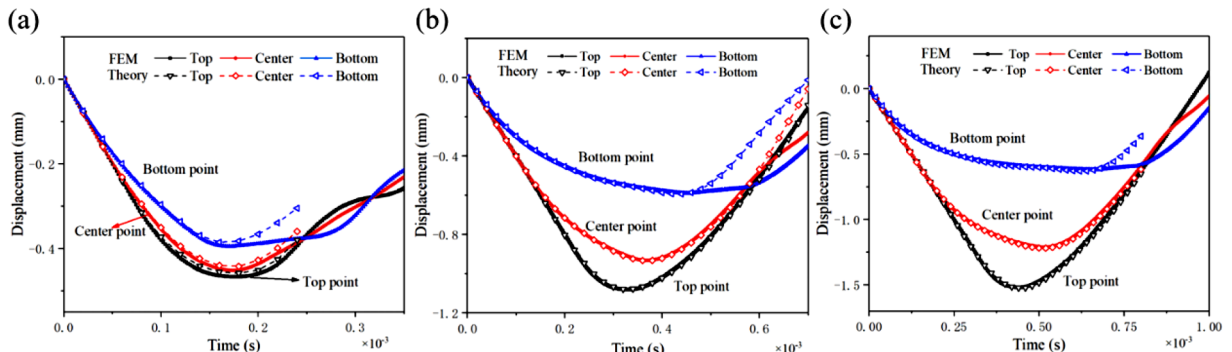 (a)
FEM Top Center Bottom
Theory Top Center Bottom
0.0
-0.2
-0.4
Displacement (mm)
Bottom point
Center point
Top point
0.0 0.1 0.2 0.3
Time (s) ×10⁻³
(b)
FEM Top Center Bottom
Theory Top Center Bottom
0.0
-0.4
-0.8
-1.2
Displacement (mm)
Bottom point
Center point
Top point
0.0 0.2 0.4 0.6
Time (s) ×10⁻³
(c)
FEM Top Center Bottom
Theory Top Center Bottom
0.0
-0.5
-1.0
-1.5
Displacement (mm)
Bottom point
Center point
Top point
0.00 0.25 0.50 0.75 1.00
Time (s) ×10⁻³